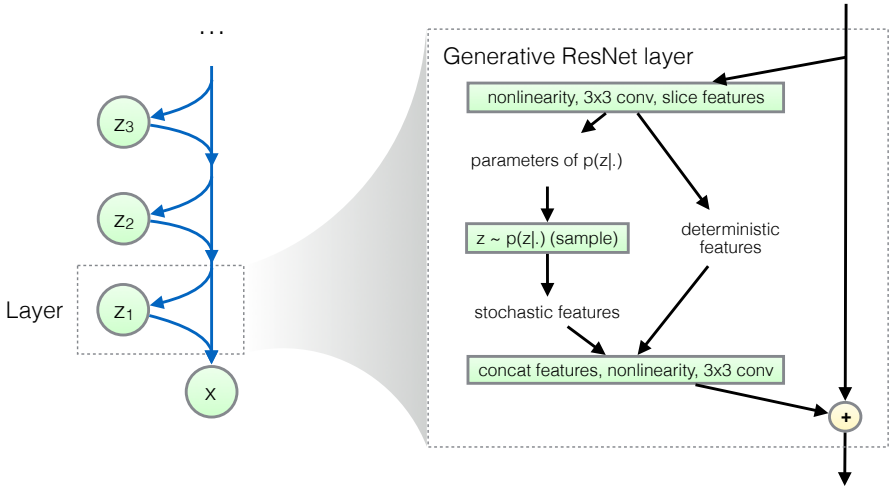 ...
Z3
Z2
Layer
Z1
x
Generative ResNet layer
nonlinearity, 3x3 conv, slice features
parameters of p(z|.)
z ~ p(z|.) (sample)
deterministic
features
stochastic features
concat features, nonlinearity, 3x3 conv
+